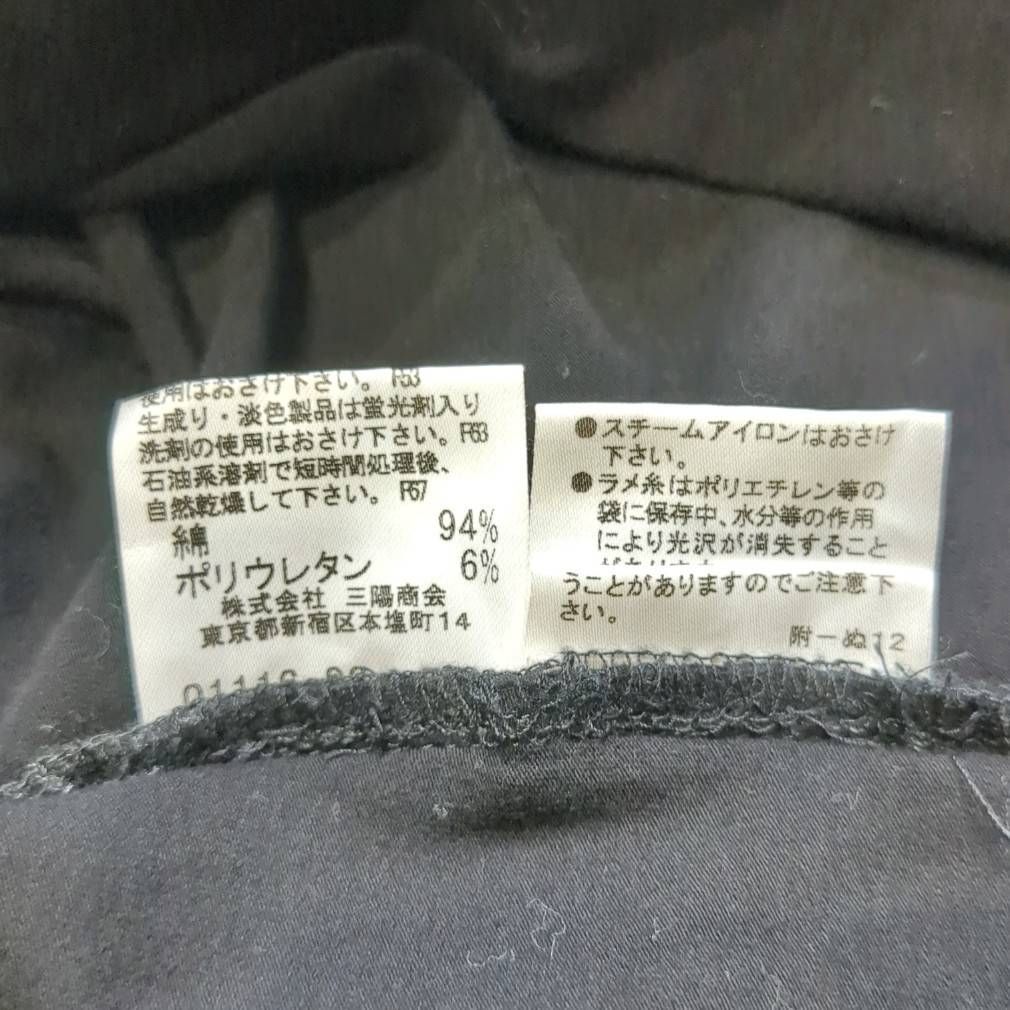 使用はおさけ下さい。 P53
生成り・淡色製品は蛍光剤入り
洗剤の使用はおさけ下さい。P63
石油系溶剤で短時間処理後、
自然乾燥して下さい。 P67
綿 94%
ポリウレタン 6%
株式会社 三陽商会
東京都新宿区本塩町14
●スチームアイロンはおさけ
下さい。
●ラメ糸はポリエチレン等の
袋に保存中、水分等の作用
により光沢が消失すること
うことがありますのでご注意下
さい。
附ーぬ12